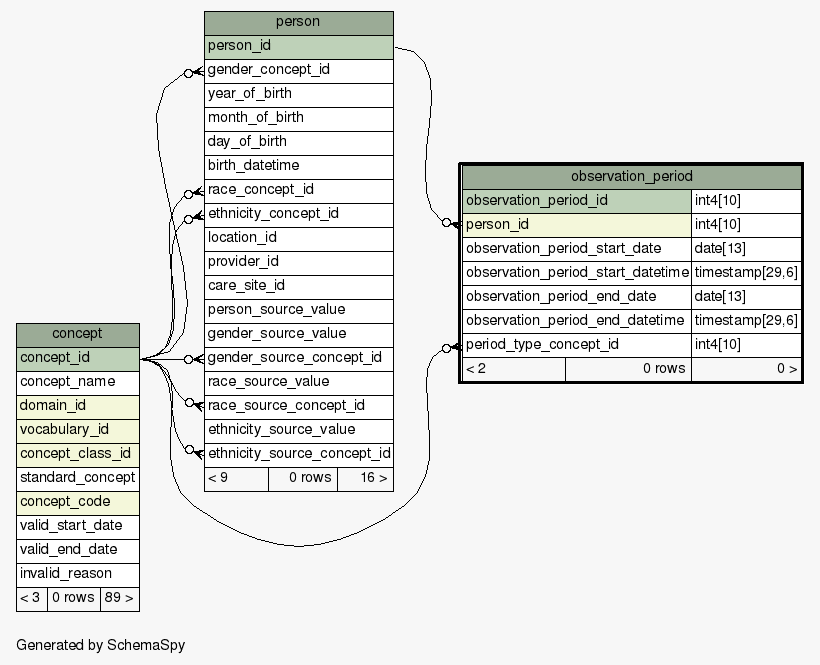 person
person_id
gender_concept_id
year_of_birth
month_of_birth
day_of_birth
birth_datetime
race_concept_id
ethnicity_concept_id
location_id
provider_id
care_site_id
person_source_value
gender_source_value
gender_source_concept_id
race_source_value
race_source_concept_id
ethnicity_source_value
ethnicity_source_concept_id
< 9 0 rows 16 >
observation_period
observation_period_id int4[10]
person_id int4[10]
observation_period_start_date date[13]
observation_period_start_datetime timestamp[29,6]
observation_period_end_date date[13]
observation_period_end_datetime timestamp[29,6]
period_type_concept_id int4[10]
< 2 0 rows 0 >
concept
concept_id
concept_name
domain_id
vocabulary_id
concept_class_id
standard_concept
concept_code
valid_start_date
valid_end_date
invalid_reason
< 3 0 rows 89 >
Generated by SchemaSpy